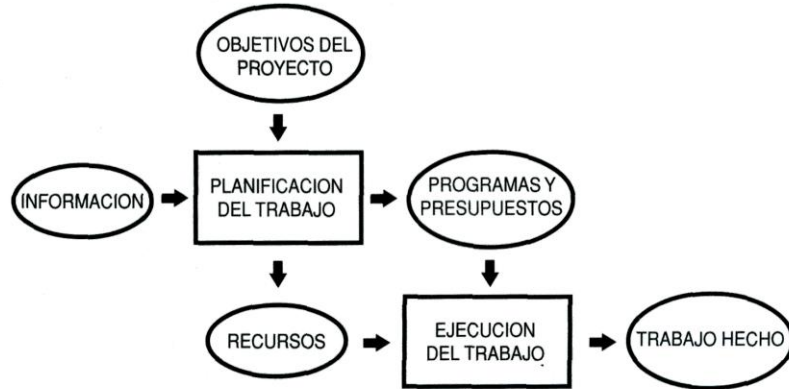 OBJETIVOS DEL
PROYECTO
INFORMACION
PLANIFICACION
DEL TRABAJO
PROGRAMAS Y
PRESUPUESTOS
RECURSOS
EJECUCION
DEL TRABAJO
TRABAJO HECHO